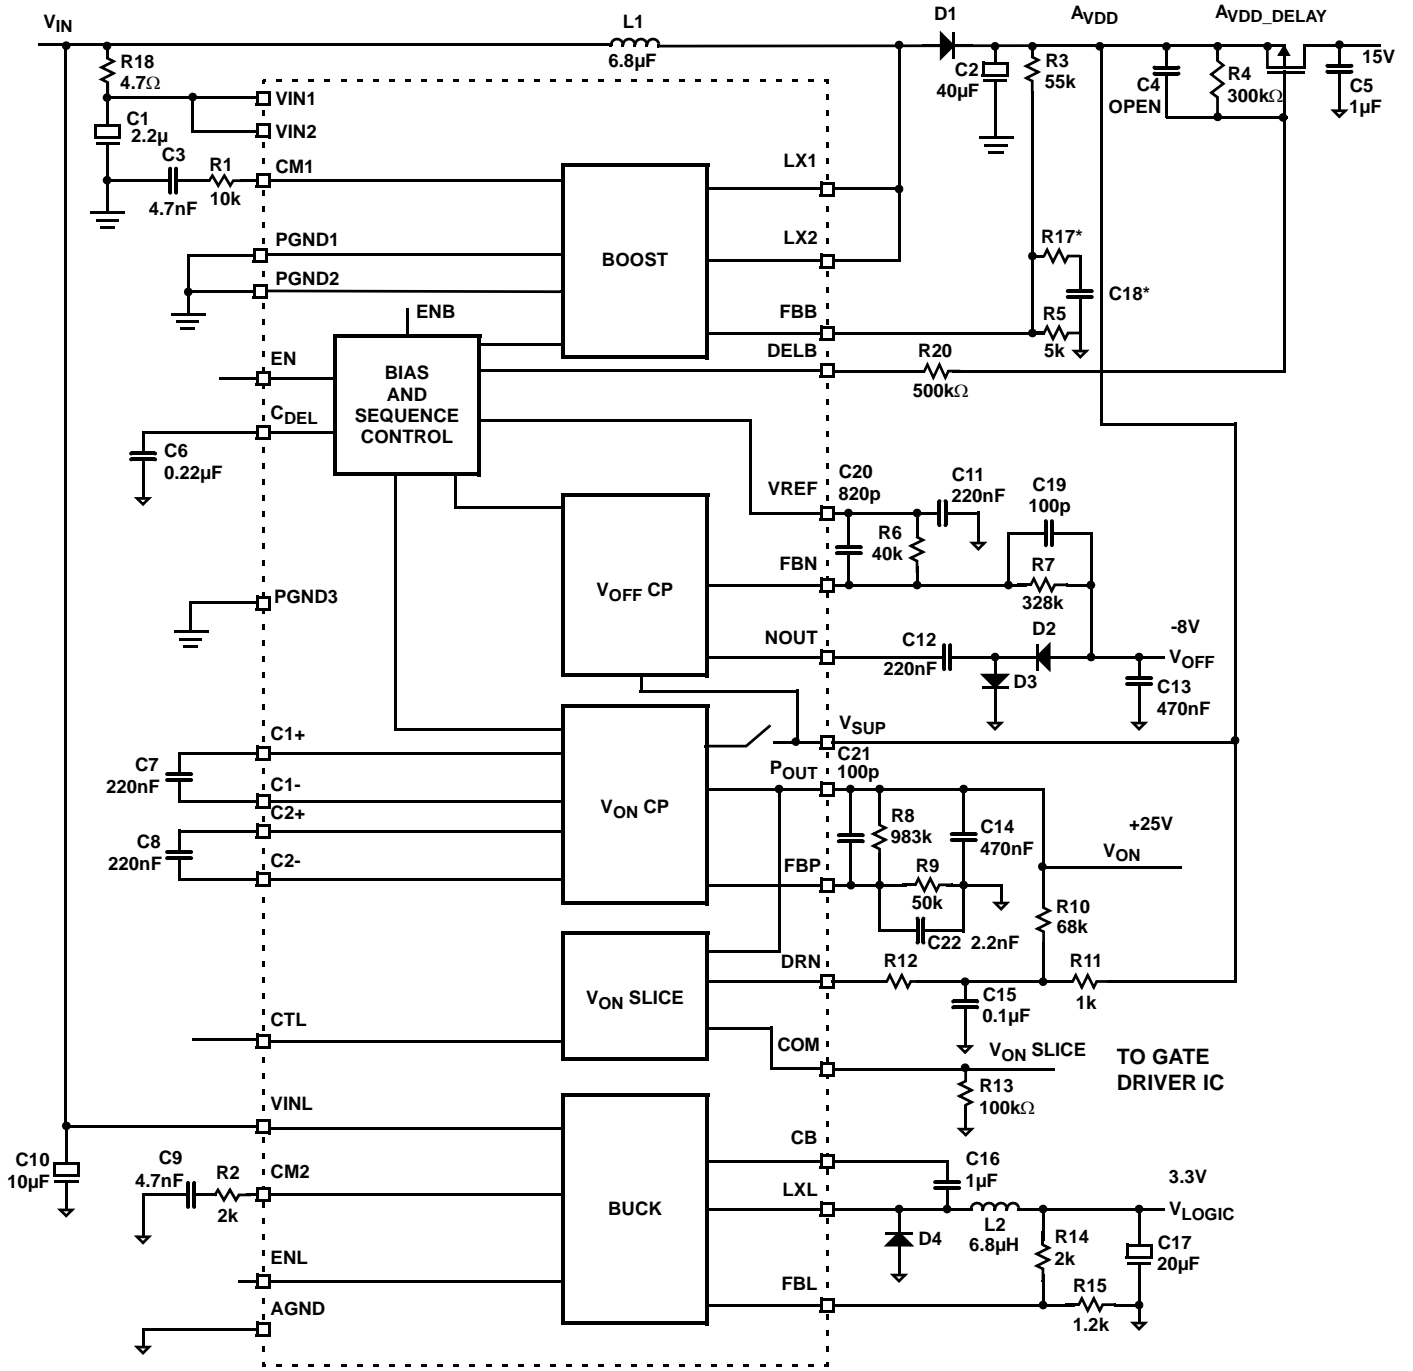 VIN
L1
6.8µF
D1
AVDD
AVDD_DELAY
R18
4.7Ω
C2
40µF
R3
55k
C4
OPEN
R4
300kΩ
15V
C5
1µF
VIN1
C1
2.2µ
VIN2
C3
4.7nF
R1
10k
CM1
LX1
BOOST
PGND1
LX2
PGND2
R17*
C18*
ENB
FBB
R5
5k
EN
BIAS
AND
SEQUENCE
CONTROL
DELB
R20
500kΩ
CDEL
C6
0.22µF
VREF
C20
820p
C11
220nF
C19
100p
R6
40k
VOFF CP
FBN
R7
328k
PGND3
NOUT
C12
220nF
D2
D3
-8V
VOFF
C13
470nF
C1+
VSUP
C7
220nF
C1-
POUT
C21
100p
C2+
VON CP
R8
983k
C14
470nF
+25V
VON
C8
220nF
C2-
FBP
R9
50k
C22 2.2nF
R10
68k
VON SLICE
DRN
R12
R11
1k
C15
0.1µF
CTL
COM
VON SLICE
TO GATE
DRIVER IC
R13
100kΩ
VINL
C10
10µF
CB
C9
4.7nF
R2
2k
CM2
BUCK
C16
1µF
LXL
3.3V
VLOGIC
D4
L2
6.8µH
R14
2k
C17
20µF
ENL
FBL
R15
1.2k
AGND